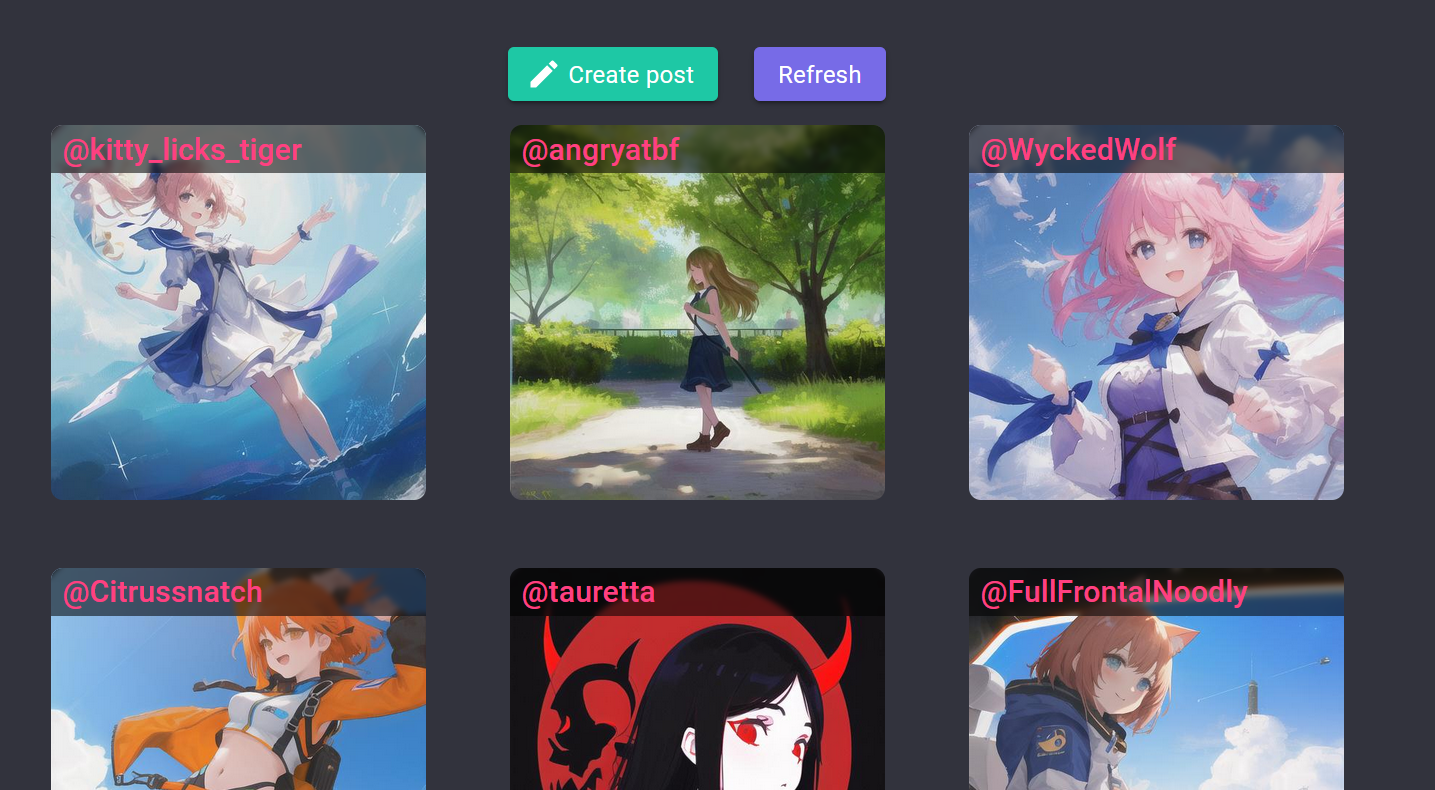 Create post
Refresh
@kitty_licks_tiger
@angryatbf
@WyckedWolf
@Citrussnatch
@tauretta
@FullFrontalNoodly